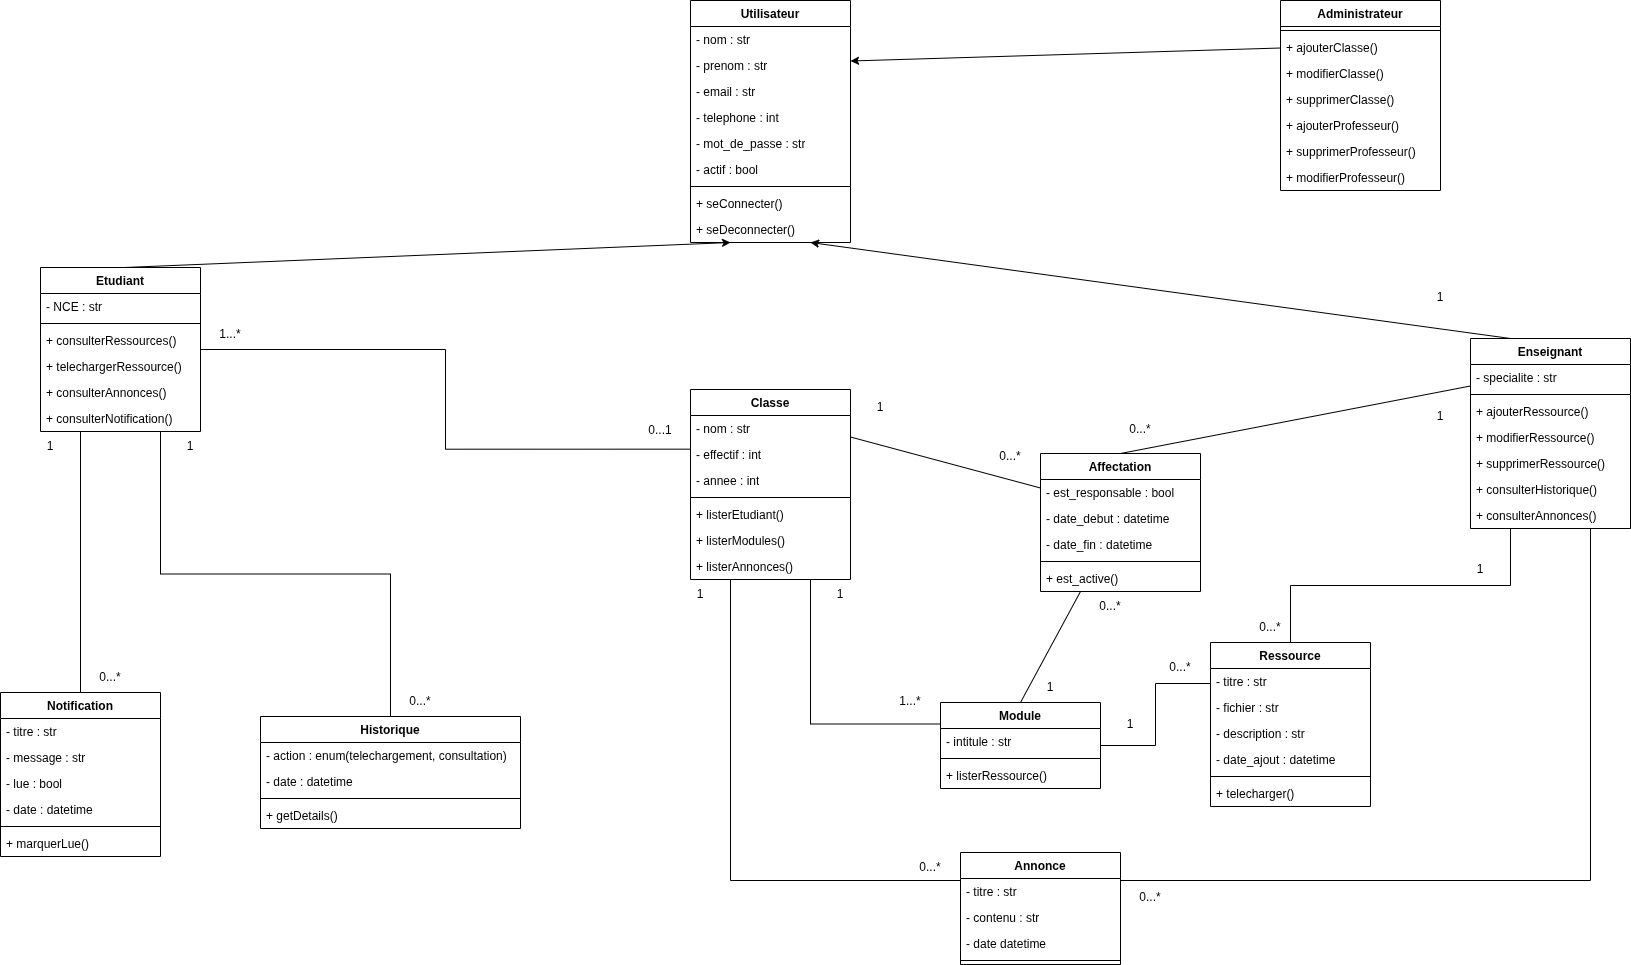 Utilisateur
- nom : str
- prenom : str
- email : str
- telephone : int
- mot_de_passe : str
- actif : bool
+ seConnecter()
+ seDeconnecter()
Administrateur
+ ajouterClasse()
+ modifierClasse()
+ supprimerClasse()
+ ajouterProfesseur()
+ supprimerProfesseur()
+ modifierProfesseur()
Etudiant
- NCE : str
+ consulterRessources()
+ telechargerRessource()
+ consulterAnnonces()
+ consulterNotification()
1...*
0...1
1
1
Classe
- nom : str
- effectif : int
- annee : int
+ listerEtudiant()
+ listerModules()
+ listerAnnonces()
1
0...*
1
1
Affectation
- est_responsable : bool
- date_debut : datetime
- date_fin : datetime
+ est_active()
0...*
0...*
1
1
Enseignant
- specialite : str
+ ajouterRessource()
+ modifierRessource()
+ supprimerRessource()
+ consulterHistorique()
+ consulterAnnonces()
1
0...*
Notification
- titre : str
- message : str
- lue : bool
- date : datetime
+ marquerLue()
0...*
Historique
- action : enum(telechargement, consultation)
- date : datetime
+ getDetails()
0...*
1...*
1
Module
- intitule : str
+ listerRessource()
1
0...*
Ressource
- titre : str
- fichier : str
- description : str
- date_ajout : datetime
+ telecharger()
0...*
Annonce
- titre : str
- contenu : str
- date datetime
0...*